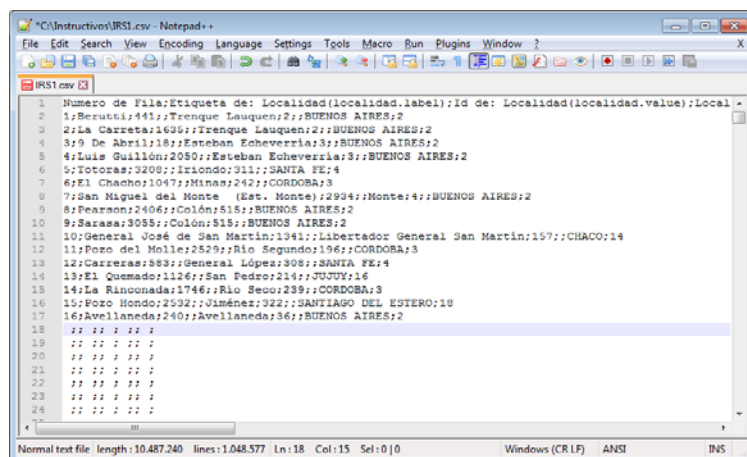 *C:\Instructivos\IRS1.csv - Notepad++
File Edit Search View Encoding Language Settings Tools Macro Run Plugins Window ? X
IRS1.csv
1 Numero de Fila;Etiqueta de: Localidad(localidad.label);Id de: Localidad(localidad.value);Local
2 1;Berutti;441;;Trenque Lauquen;2;;BUENOS AIRES;2
3 2;La Carreta;1635;;Trenque Lauquen;2;;BUENOS AIRES;2
4 3;9 De Abril;18;;Esteban Echeverría;3;;BUENOS AIRES;2
5 4;Luis Guillón;2050;;Esteban Echeverría;3;;BUENOS AIRES;2
6 5;Totoras;3208;;Iriondo;311;;SANTA FE;4
7 6;El Chacho;1047;;Minas;242;;CORDOBA;3
8 7;San Miguel del Monte (Est. Monte);2934;;Monte;4;;BUENOS AIRES;2
9 8;Pearson;2406;;Colón;515;;BUENOS AIRES;2
10 9;Sarasa;3055;;Colón;515;;BUENOS AIRES;2
11 10;General José de San Martín;1341;;Libertador General San Martín;157;;CHACO;14
12 11;Pozo del Molle;2529;;Río Segundo;196;;CORDOBA;3
13 12;Carreras;583;;General López;308;;SANTA FE;4
14 13;El Quemado;1126;;San Pedro;214;;JUJUY;16
15 14;La Rinconada;1746;;Río Seco;239;;CORDOBA;3
16 15;Pozo Hondo;2532;;Jiménez;322;;SANTIAGO DEL ESTERO;18
17 16;Avellaneda;240;;Avellaneda;36;;BUENOS AIRES;2
18 ;; ;; ; ;; ;
19 ;; ;; ; ;; ;
20 ;; ;; ; ;; ;
21 ;; ;; ; ;; ;
22 ;; ;; ; ;; ;
23 ;; ;; ; ;; ;
24 ;; ;; ; ;; ;
Normal text file length : 10.487.240 lines : 1.048.577 Ln : 18 Col : 15 Sel : 0 | 0 Windows (CR LF) ANSI INS